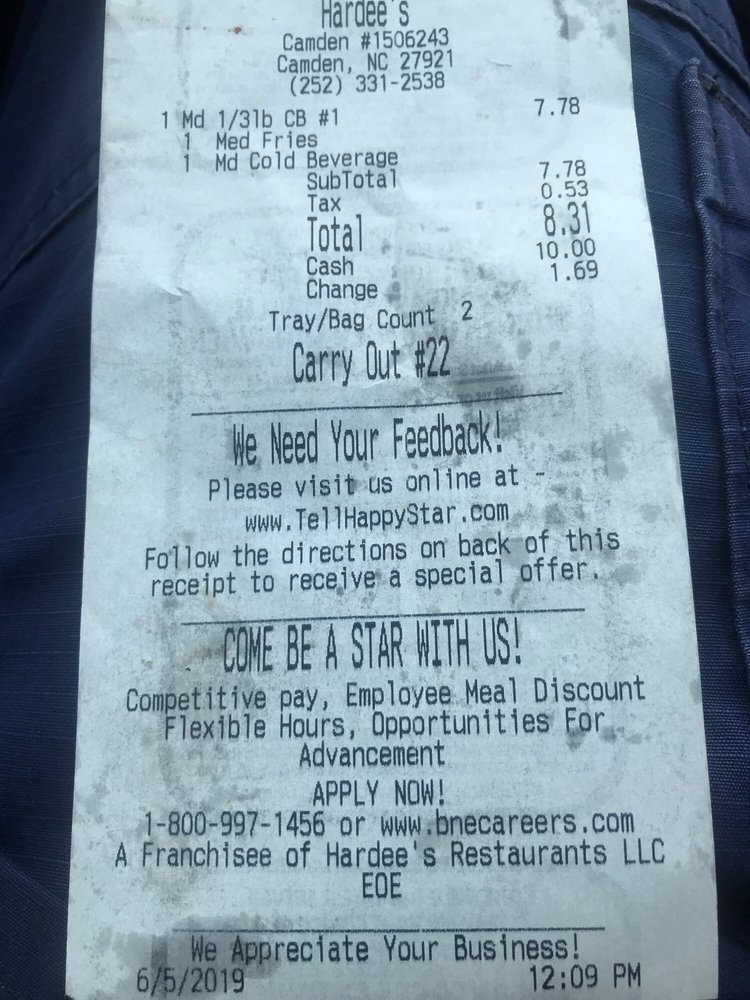 Hardee's
Camden #1506243
Camden, NC 27921
(252) 331-2538
1 Md 1/3lb CB #1 7.78
1 Med Fries
1 Md Cold Beverage
SubTotal 7.78
Tax 0.53
Total 8.31
Cash 10.00
Change 1.69
Tray/Bag Count 2
Carry Out #22
We Need Your Feedback!
Please visit us online at -
www.TellHappyStar.com
Follow the directions on back of this
receipt to receive a special offer.
COME BE A STAR WITH US!
Competitive pay, Employee Meal Discount
Flexible Hours, Opportunities For
Advancement
APPLY NOW!
1-800-997-1456 or www.bnecareers.com
A Franchisee of Hardee's Restaurants LLC
EOE
We Appreciate Your Business!
6/5/2019 12:09 PM